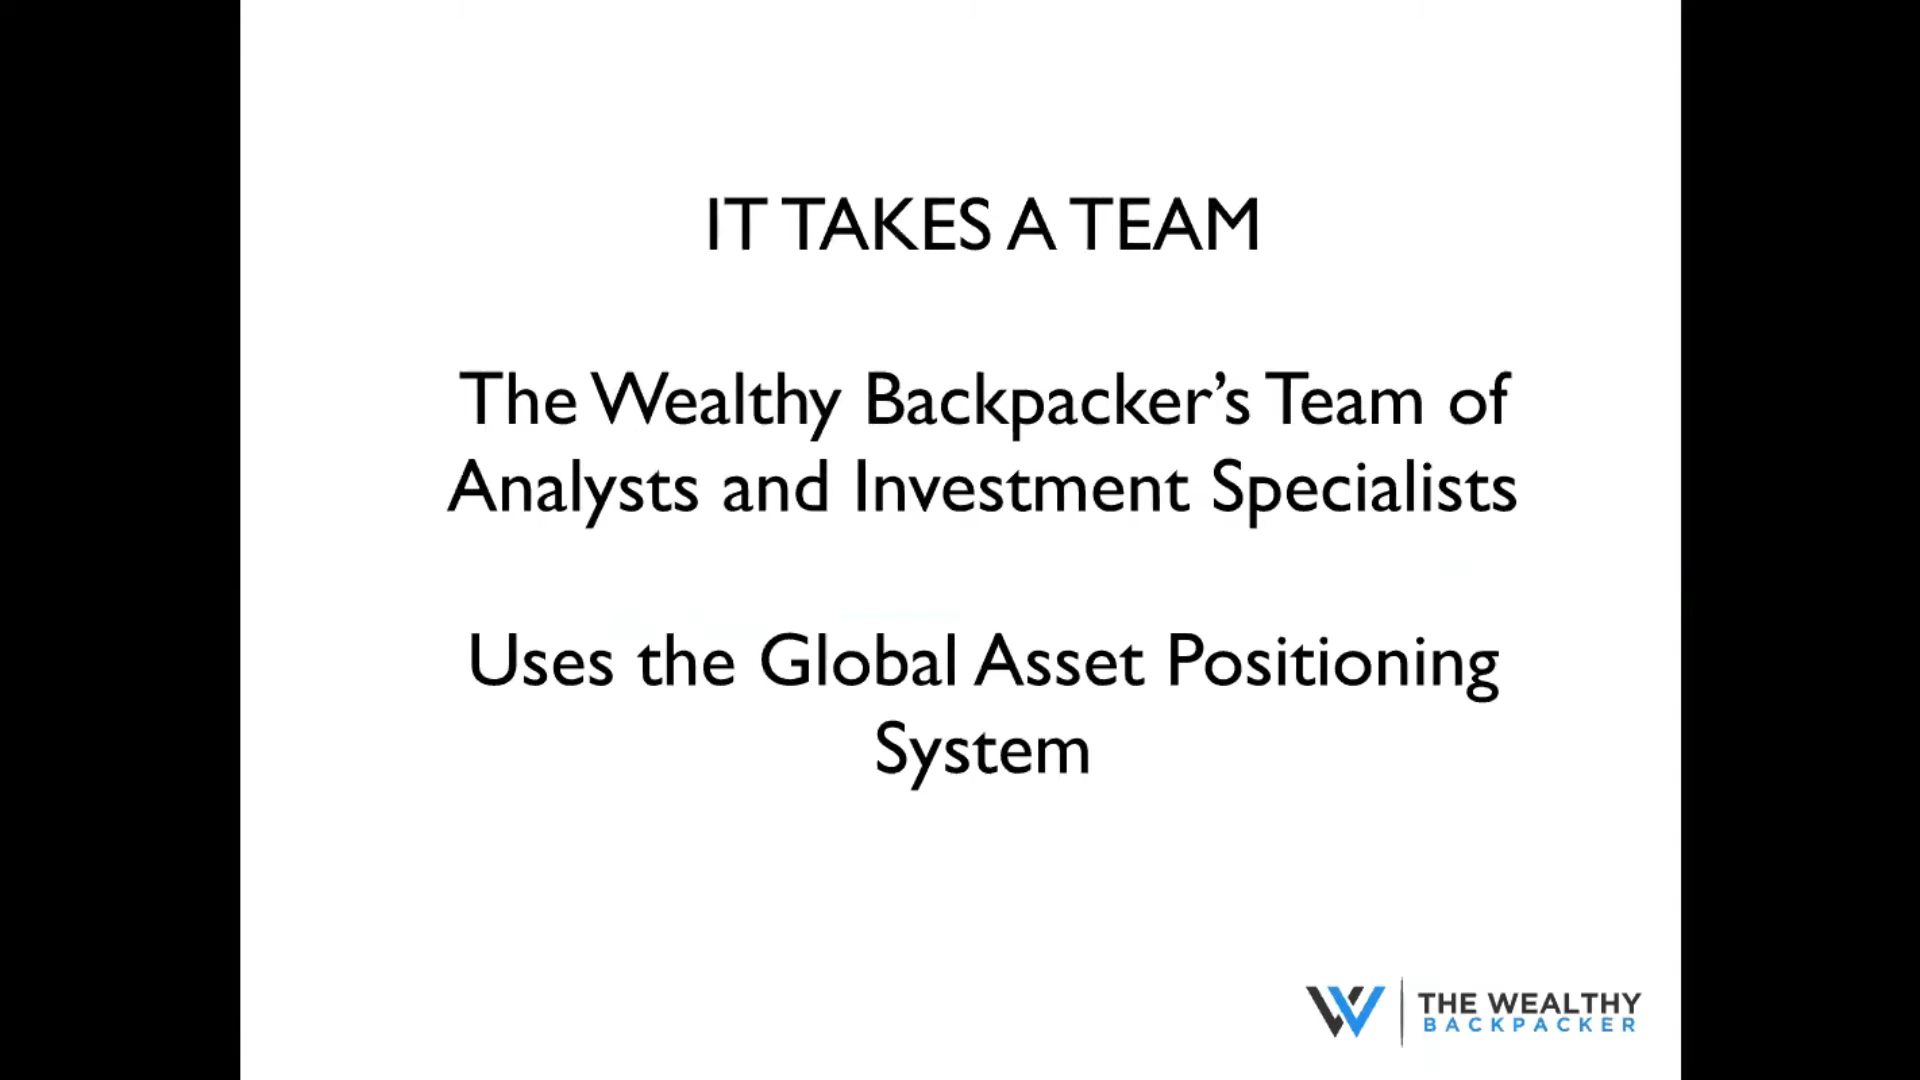 IT TAKES A TEAM
The Wealthy Backpacker’s Team of
Analysts and Investment Specialists
Uses the Global Asset Positioning
System
THE WEALTHY
BACKPACKER